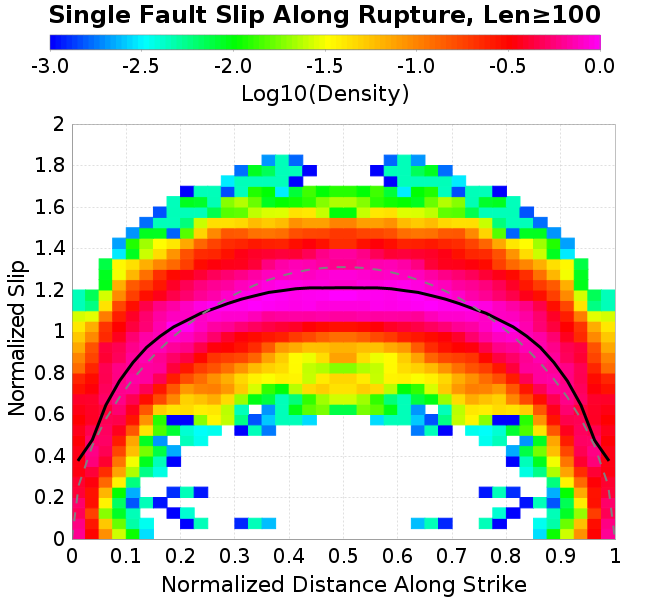 Single Fault Slip Along Rupture, Len≥100
-3.0 -2.5 -2.0 -1.5 -1.0 -0.5 0.0
Log10(Density)
2
1.8
1.6
1.4
1.2
1
0.8
0.6
0.4
0.2
0
Normalized Slip
0 0.1 0.2 0.3 0.4 0.5 0.6 0.7 0.8 0.9 1
Normalized Distance Along Strike